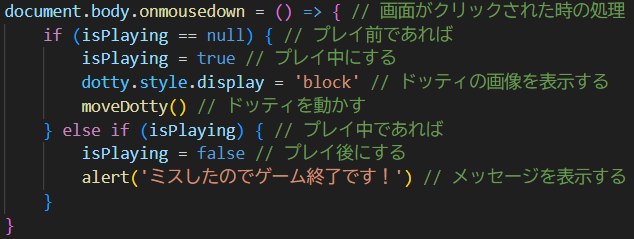 document.body.onmousedown = () => { // 画面がクリックされた時の処理
    if (isPlaying == null) { // プレイ前であれば
        isPlaying = true // プレイ中にする
        dotty.style.display = 'block' // ドッティの画像を表示する
        moveDotty() // ドッティを動かす
    } else if (isPlaying) { // プレイ中であれば
        isPlaying = false // プレイ後にする
        alert('ミスしたのでゲーム終了です！') // メッセージを表示する
    }
}